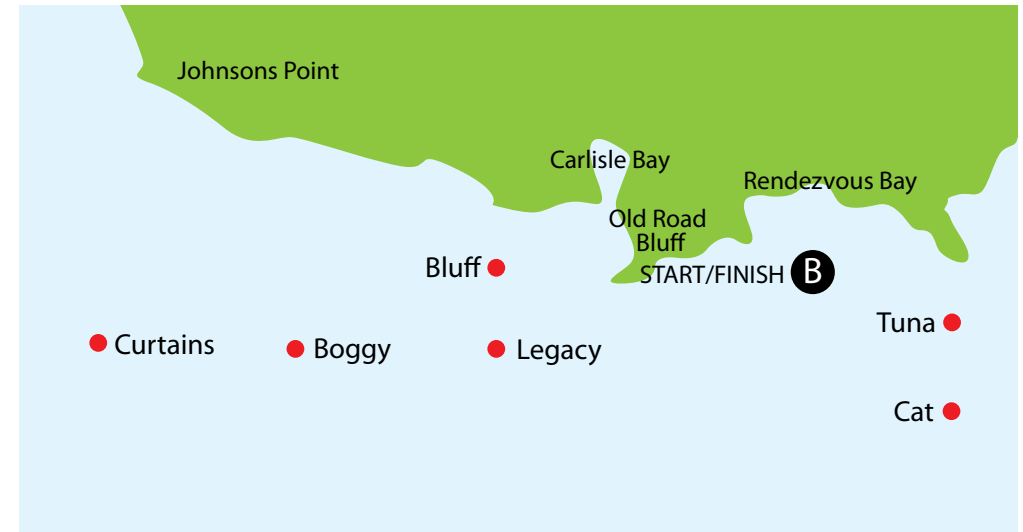 Johnsons Point
Carlisle Bay
Rendezvous Bay
Old Road
Bluff
Bluff
START/FINISH B
Tuna
Curtains
Boggy
Legacy
Cat